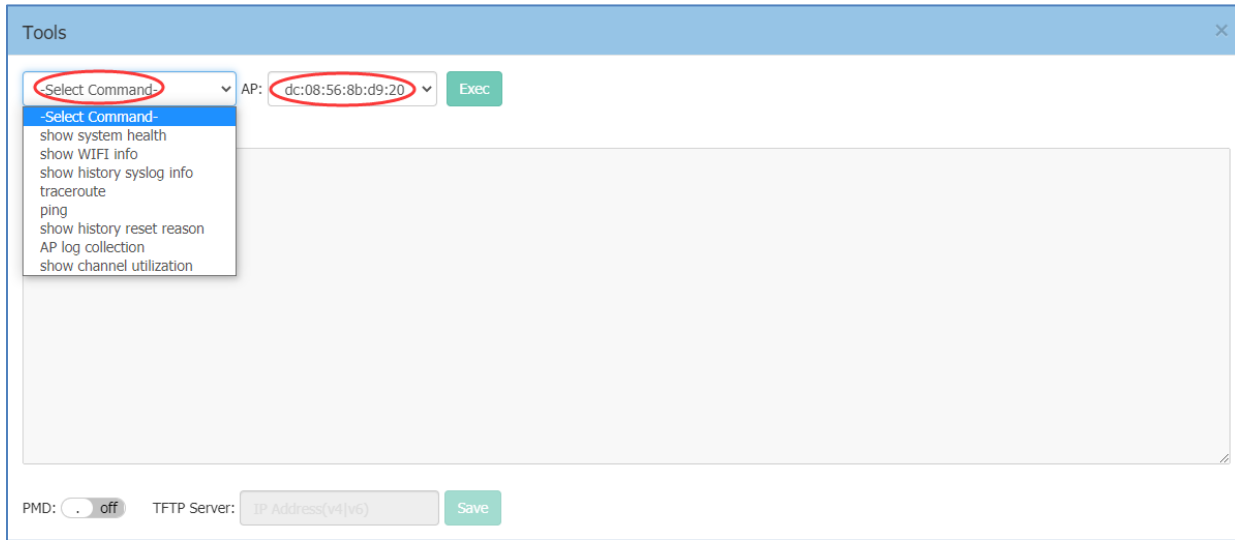 Tools
-Select Command- AP: dc:08:56:8b:d9:20 Exec
-Select Command-
show system health
show WIFI info
show history syslog info
traceroute
ping
show history reset reason
AP log collection
show channel utilization
PMD: . off TFTP Server: IP Address(v4|v6) Save